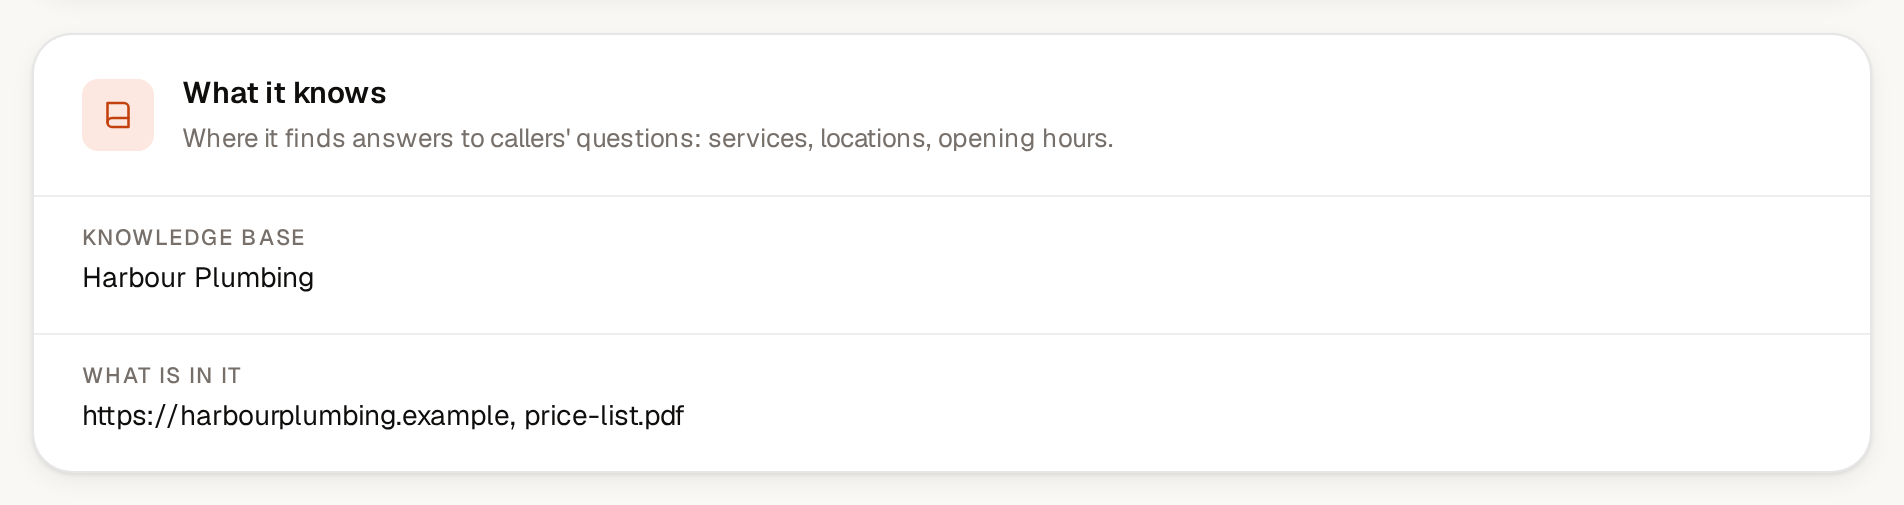 What it knows
Where it finds answers to callers' questions: services, locations, opening hours.
KNOWLEDGE BASE
Harbour Plumbing
WHAT IS IN IT
https://harbourplumbing.example, price-list.pdf